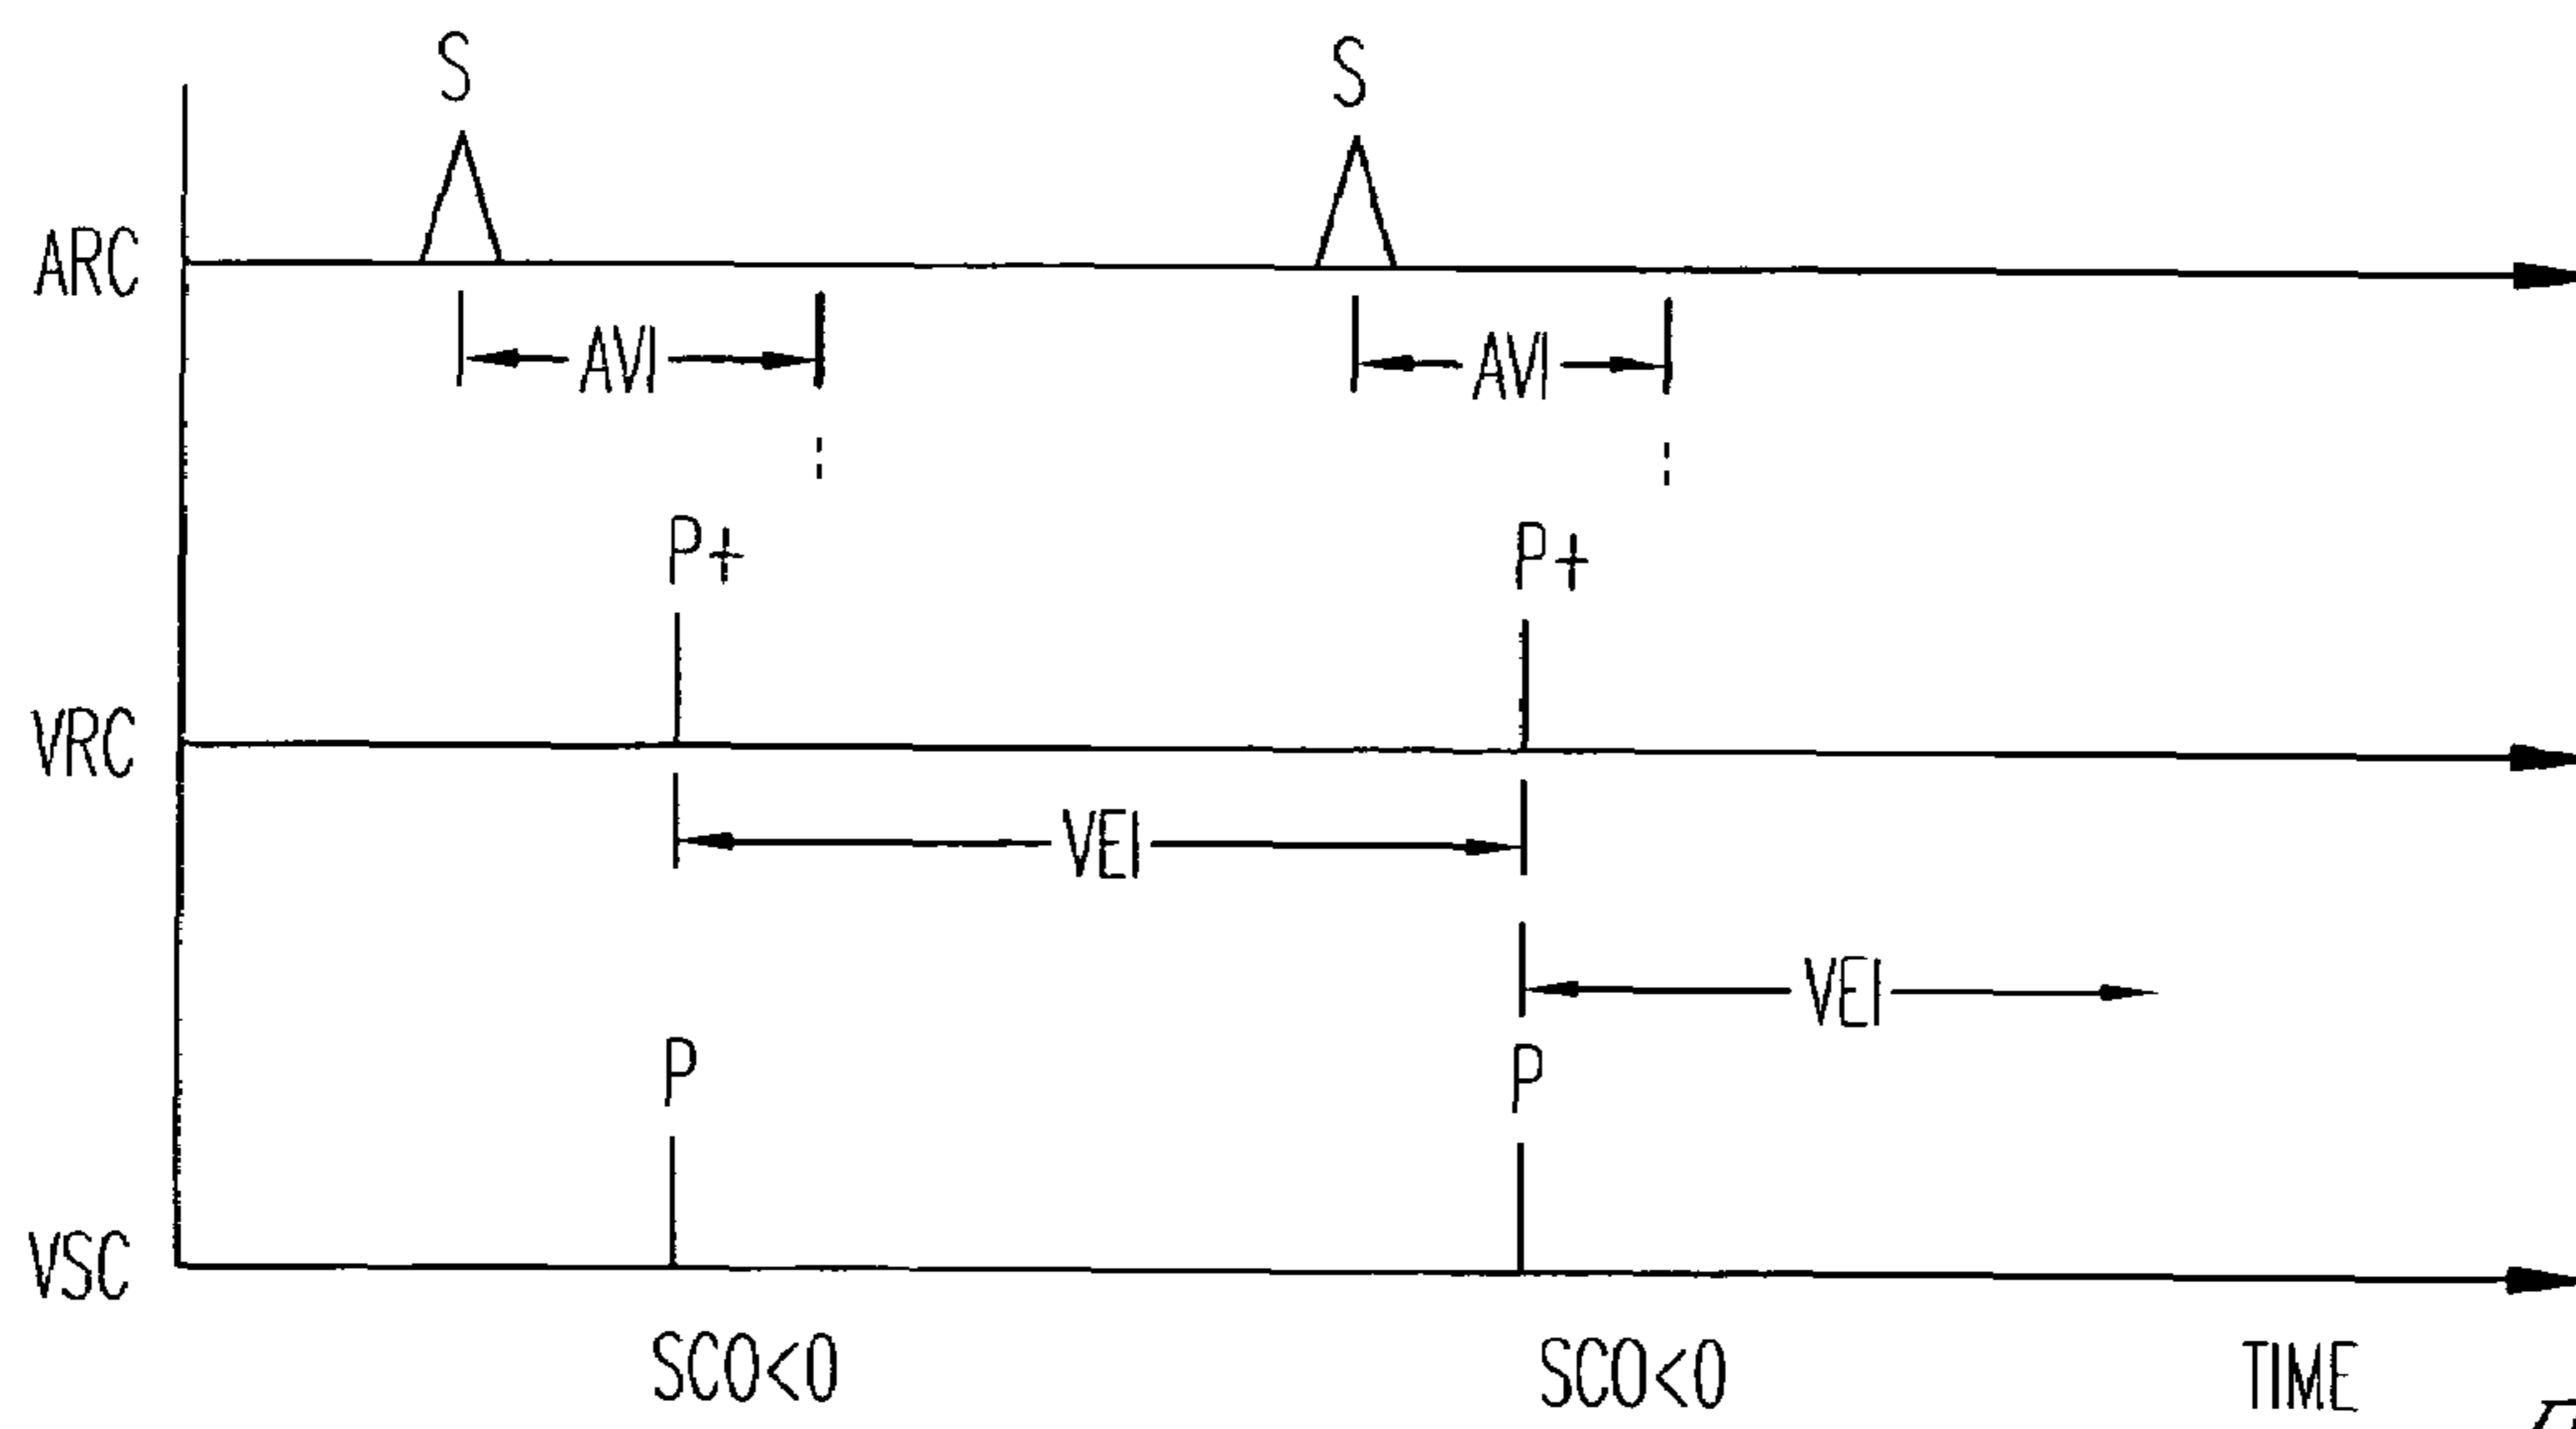 S S
ARC
AVI AVI
P+ P+
VRC
VEI
VEI
P P
VSC
SCO<0 SCO<0 TIME